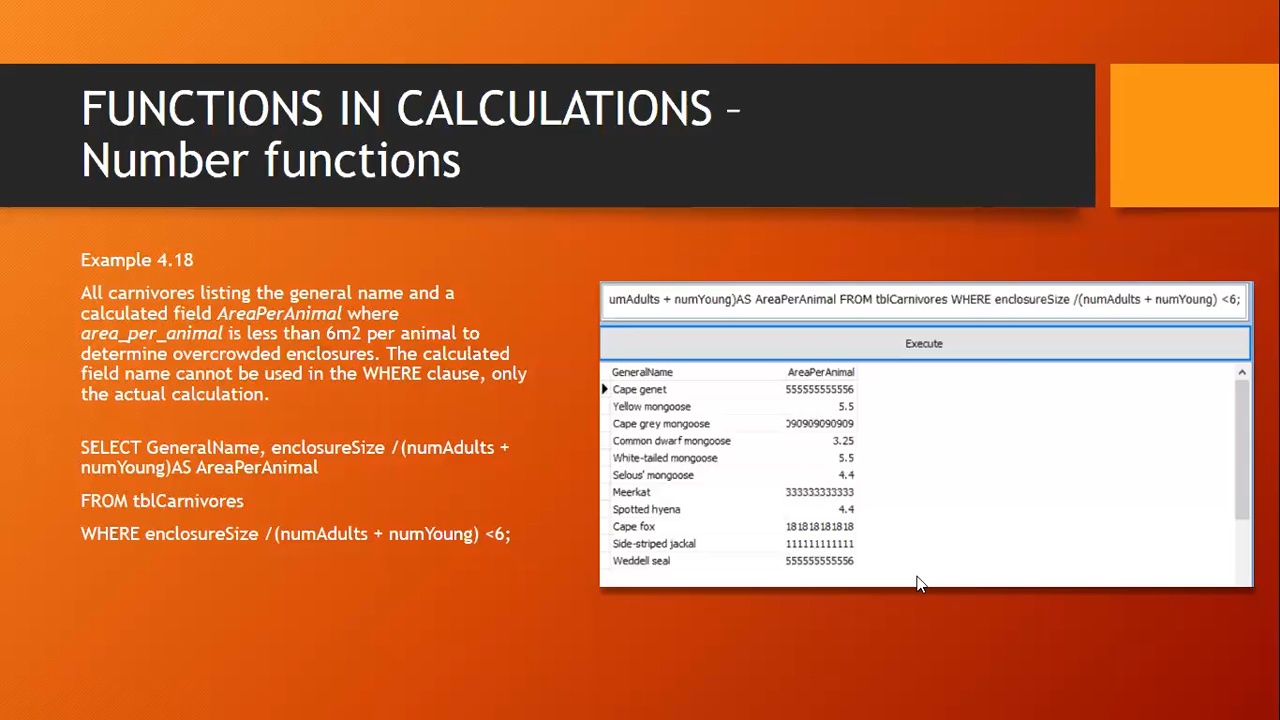 FUNCTIONS IN CALCULATIONS –
Number functions
Example 4.18
All carnivores listing the general name and a
calculated field AreaPerAnimal where
area_per_animal is less than 6m2 per animal to
determine overcrowded enclosures. The calculated
field name cannot be used in the WHERE clause, only
the actual calculation.
SELECT GeneralName, enclosureSize /(numAdults +
numYoung)AS AreaPerAnimal
FROM tblCarnivores
WHERE enclosureSize /(numAdults + numYoung) <6;
umAdults + numYoung)AS AreaPerAnimal FROM tblCarnivores WHERE enclosureSize /(numAdults + numYoung) <6;
Execute
GeneralName AreaPerAnimal
Cape genet 555555555556
Yellow mongoose 5.5
Cape grey mongoose 090909090909
Common dwarf mongoose 3.25
White-tailed mongoose 5.5
Selous' mongoose 4.4
Meerkat 333333333333
Spotted hyena 4.4
Cape fox 181818181818
Side-striped jackal 111111111111
Weddell seal 555555555556